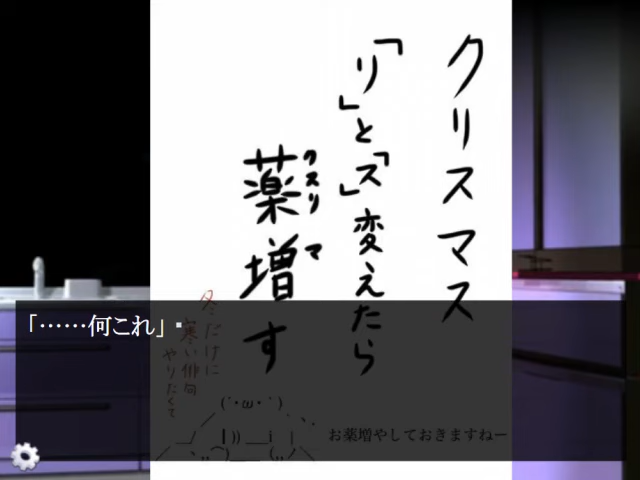 クリスマス
「リ」と「ス」変えたら
クスリ マ
薬増す
冬だけに
寒い俳句
やりたくて
(´・ω・｀)
お薬増やしておきますねー
「……何これ」